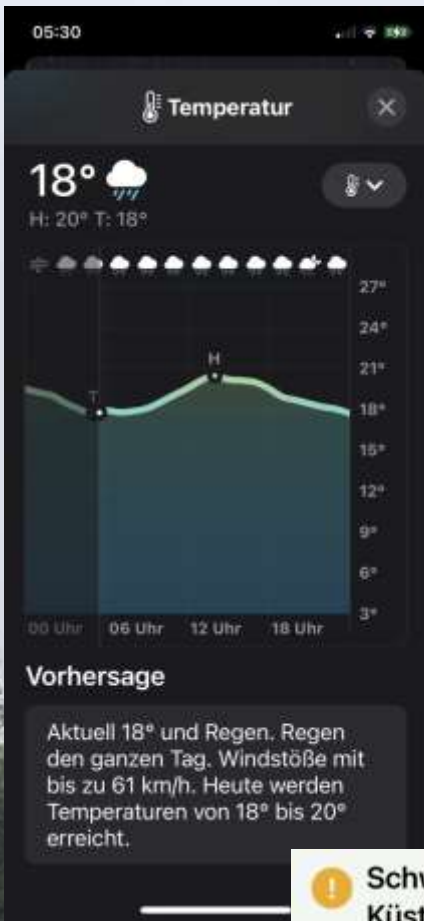 05:30
Temperatur
18°
H: 20° T: 18°
27°
24°
H
21°
T
18°
15°
12°
9°
6°
3°
00 Uhr 06 Uhr 12 Uhr 18 Uhr
Vorhersage
Aktuell 18° und Regen. Regen
den ganzen Tag. Windstöße mit
bis zu 61 km/h. Heute werden
Temperaturen von 18° bis 20°
erreicht.